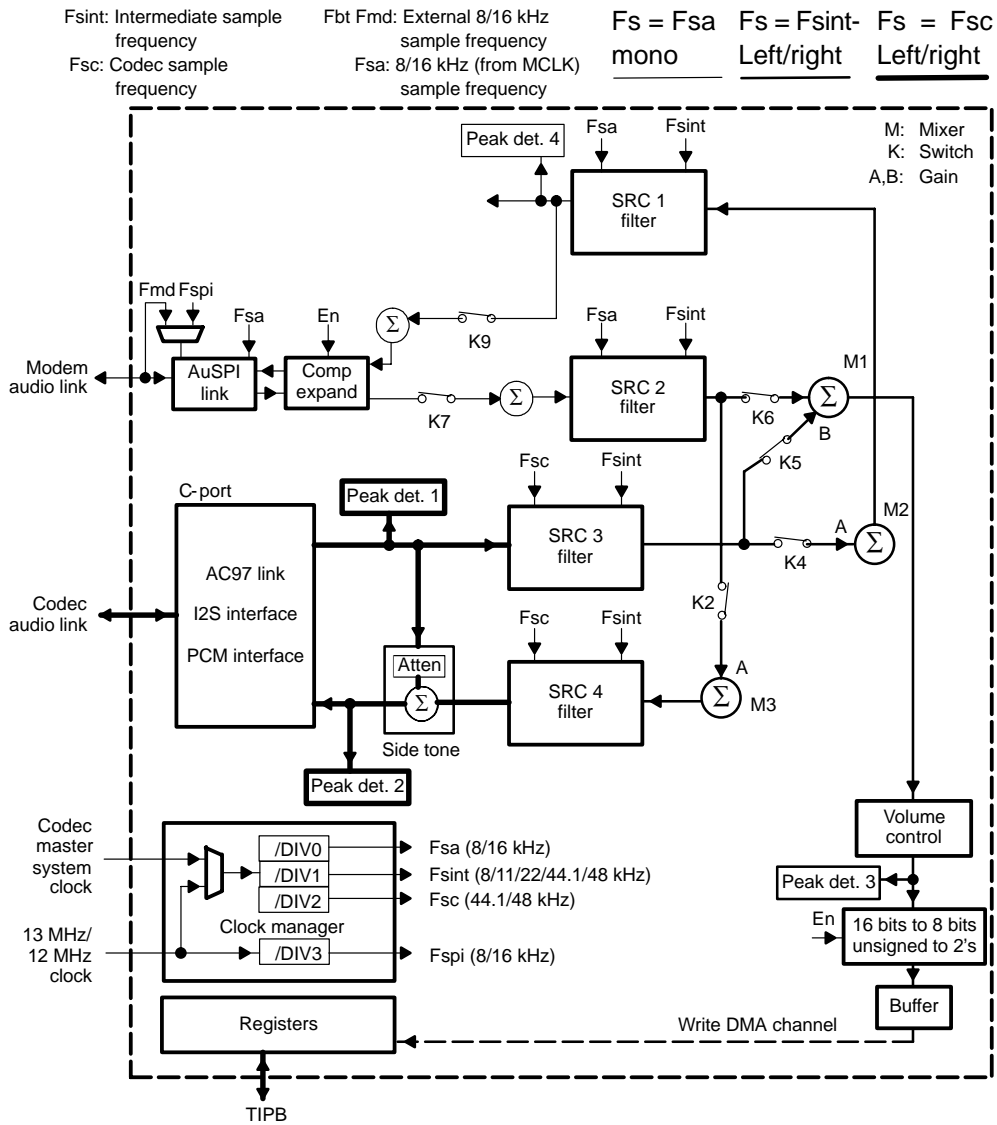 Fsint: Intermediate sample
frequency
Fsc: Codec sample
frequency
Fbt Fmd: External 8/16 kHz
sample frequency
Fsa: 8/16 kHz (from MCLK)
sample frequency
Fs = Fsa
mono
Fs = Fsint-
Left/right
Fs = Fsc
Left/right
M: Mixer
K: Switch
A,B: Gain
Peak det. 4
Fsa
Fsint
SRC 1
filter
Fmd Fspi
Fsa
En
Σ
K9
Fsa
Fsint
Modem
audio link
AuSPI
link
Comp
expand
K7
Σ
SRC 2
filter
K6
Σ
M1
B
K5
C-port
Peak det. 1
Fsc
Fsint
SRC 3
filter
K4
A
Σ
M2
AC97 link
I2S interface
PCM interface
Codec
audio link
K2
Fsc
Fsint
Atten
Σ
Side tone
SRC 4
filter
A
Σ
M3
Peak det. 2
Codec
master
system
clock
/DIV0
/DIV1
/DIV2
Clock manager
/DIV3
Fsa (8/16 kHz)
Fsint (8/11/22/44.1/48 kHz)
Fsc (44.1/48 kHz)
Fspi (8/16 kHz)
13 MHz/
12 MHz
clock
Volume
control
Peak det. 3
En
16 bits to 8 bits
unsigned to 2's
Buffer
Registers
Write DMA channel
TIPB